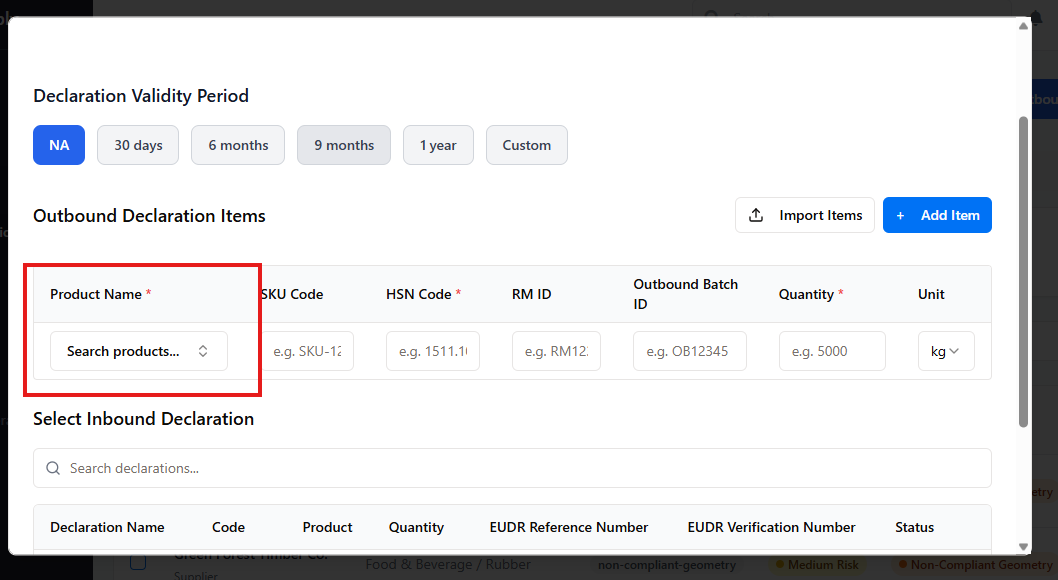 Declaration Validity Period
NA 30 days 6 months 9 months 1 year Custom
Outbound Declaration Items
Import Items + Add Item
Product Name * SKU Code HSN Code * RM ID Outbound Batch ID Quantity * Unit
Search products... e.g. SKU-12 e.g. 1511.1 e.g. RM12 e.g. OB12345 e.g. 5000 kg
Select Inbound Declaration
Search declarations...
Declaration Name Code Product Quantity EUDR Reference Number EUDR Verification Number Status
Green Forest Timber Co.
Supplier Food & Beverage / Rubber non-compliant-geometry Medium Risk Non-Compliant Geometry